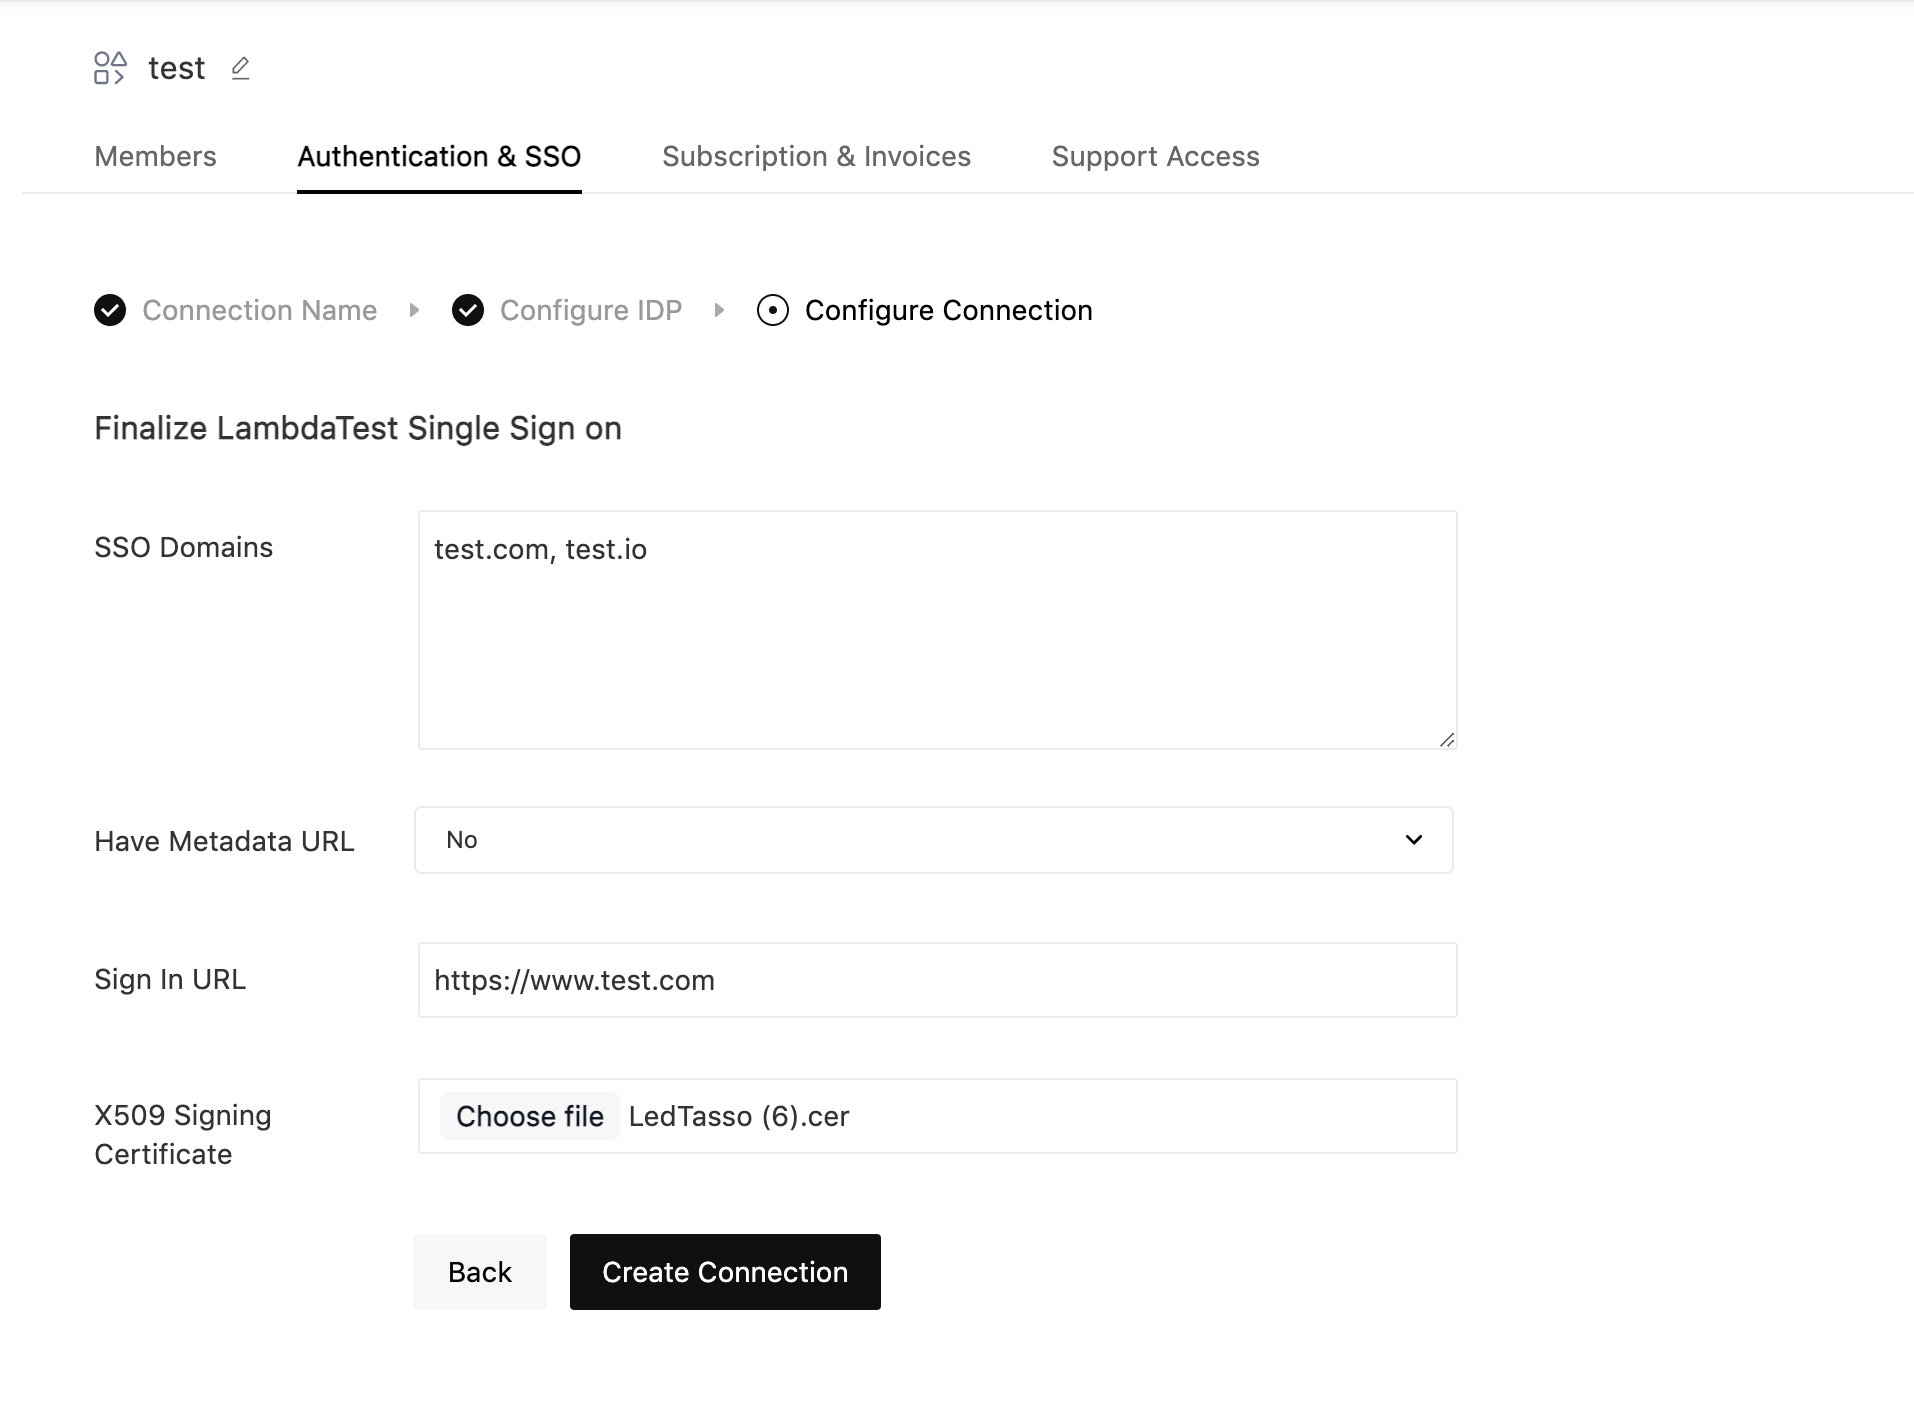 test
Members Authentication & SSO Subscription & Invoices Support Access
Connection Name Configure IDP Configure Connection
Finalize LambdaTest Single Sign on
SSO Domains test.com, test.io
Have Metadata URL No
Sign In URL https://www.test.com
X509 Signing
Certificate
Choose file LedTasso (6).cer
Back Create Connection